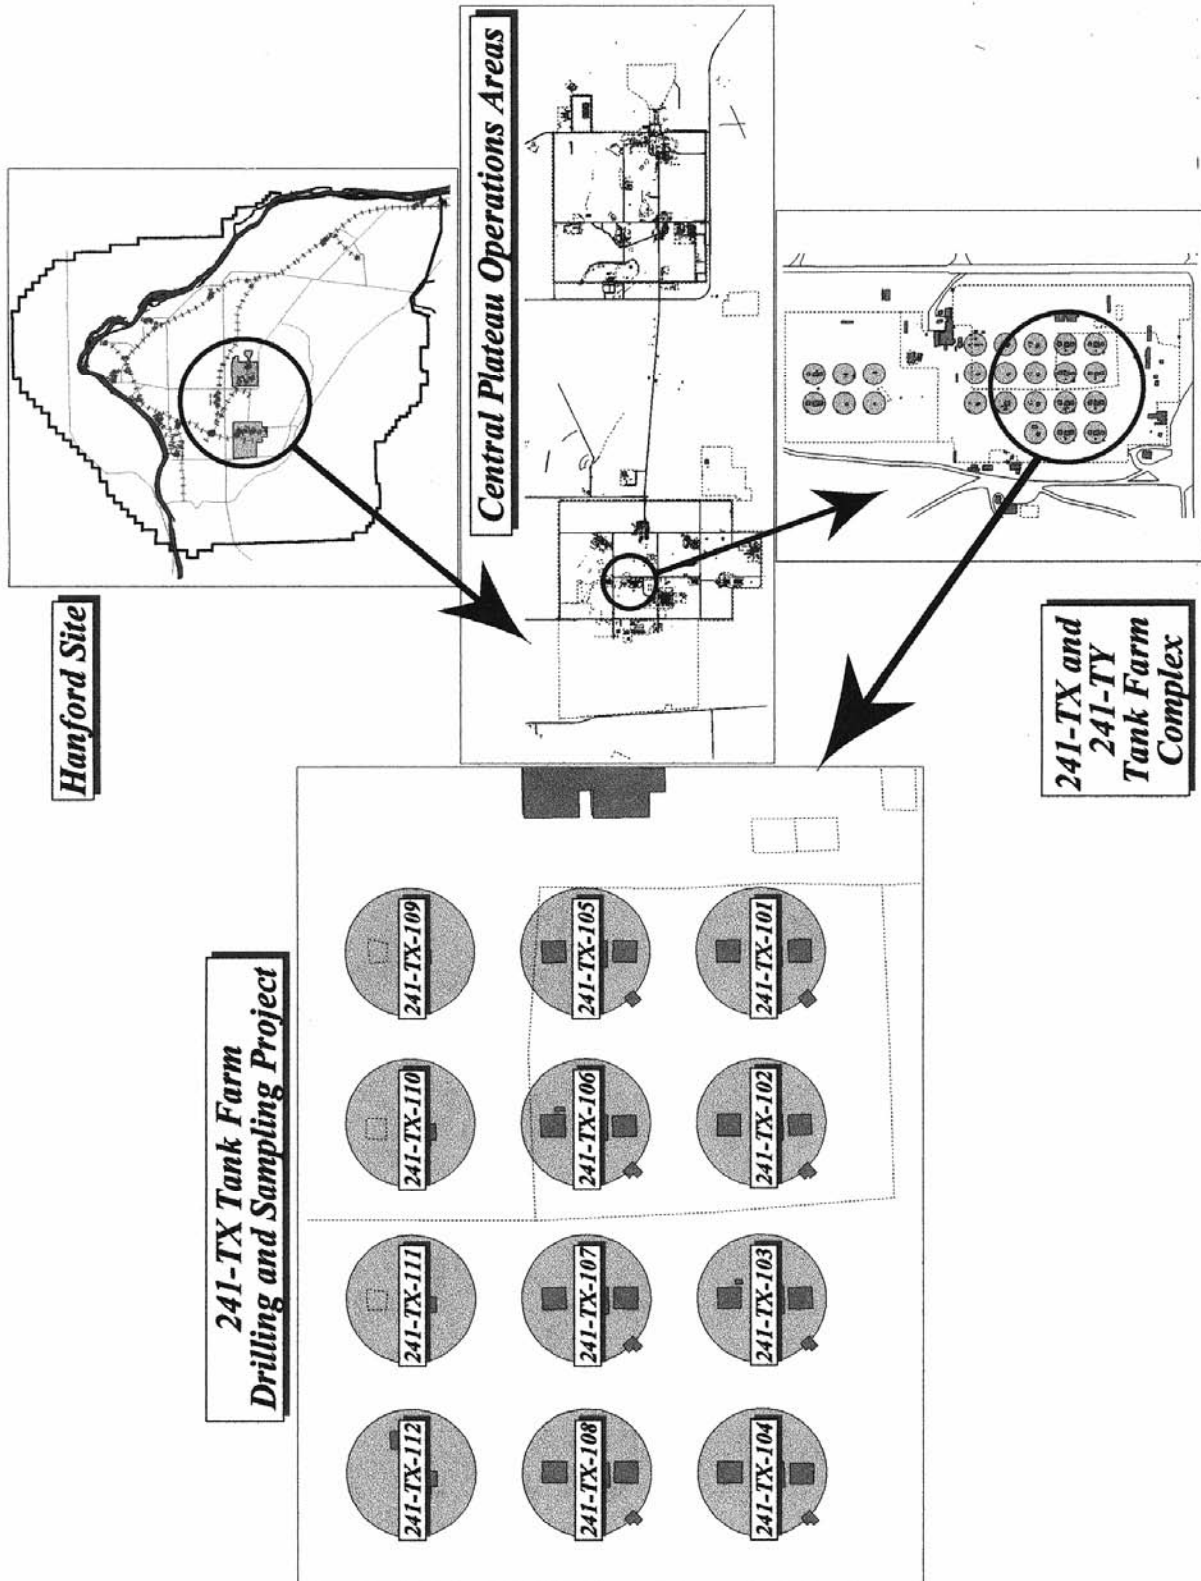 Hanford Site
Central Plateau Operations Areas
241-TX and
241-TY
Tank Farm
Complex
241-TX Tank Farm
Drilling and Sampling Project
241-TX-109
241-TX-105
241-TX-101
241-TX-110
241-TX-106
241-TX-102
241-TX-111
241-TX-107
241-TX-103
241-TX-112
241-TX-108
241-TX-104